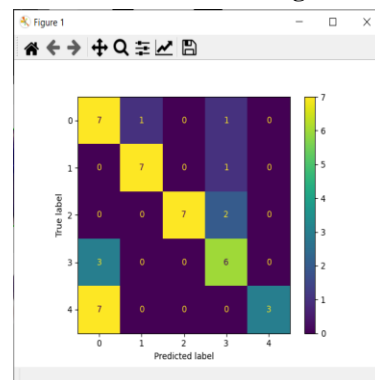 Figure 1
7
0 7 1 0 1 0
6
1 0 7 0 1 0
5
4
True label
2 0 0 7 2 0
3
2
3 3 0 0 6 0
1
4 7 0 0 0 3
0
0 1 2 3 4
Predicted label